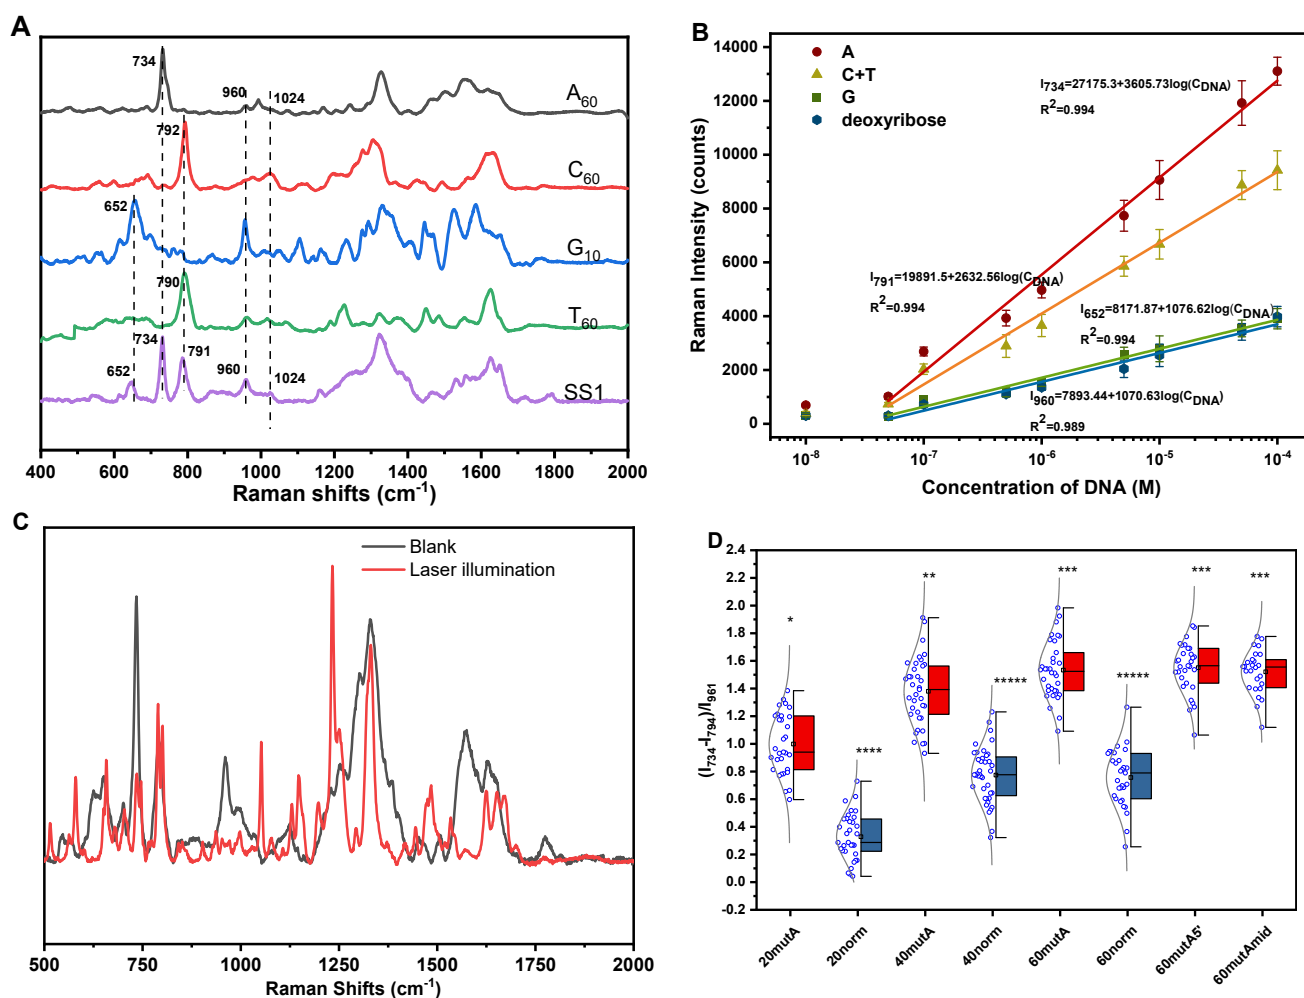 A
734
960
1024
A60
792
C60
652
G10
790
T60
734
652
791
960
1024
SS1
400 600 800 1000 1200 1400 1600 1800 2000
Raman shifts (cm-1)
B
Raman Intensity (counts)
14000
12000
10000
8000
6000
4000
2000
0
A
C+T
G
deoxyribose
I734=27175.3+3605.73log(CDNA)
R2=0.994
I791=19891.5+2632.56log(CDNA)
R2=0.994
I652=8171.87+1076.62log(CDNA)
R2=0.994
I960=7893.44+1070.63log(CDNA)
R2=0.989
10-8 10-7 10-6 10-5 10-4
Concentration of DNA (M)
C
Blank
Laser illumination
500 750 1000 1250 1500 1750 2000
Raman Shifts (cm-1)
D
(I734-I794)/I961
2.4
2.2
2.0
1.8
1.6
1.4
1.2
1.0
0.8
0.6
0.4
0.2
0.0
-0.2
*
****
**
*****
***
*****
***
***
20mutA
20norm
40mutA
40norm
60mutA
60norm
60mutA5'
60mutAmid